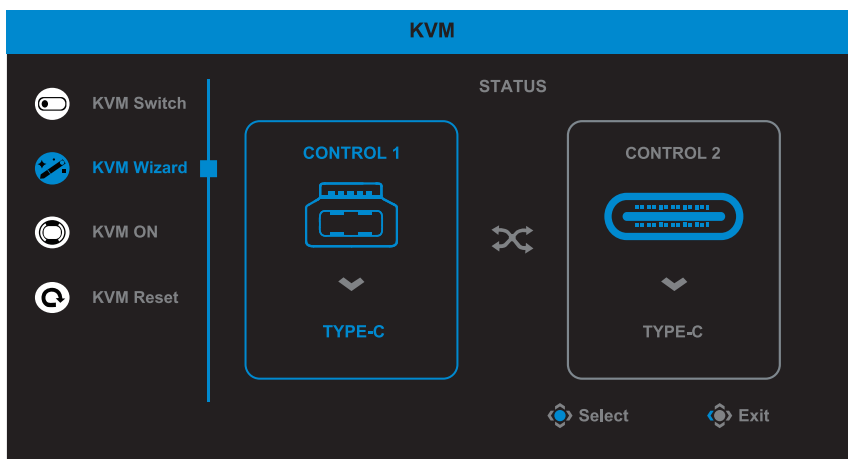 KVM
KVM Switch
KVM Wizard
KVM ON
KVM Reset
STATUS
CONTROL 1
TYPE-C
CONTROL 2
TYPE-C
Select
Exit